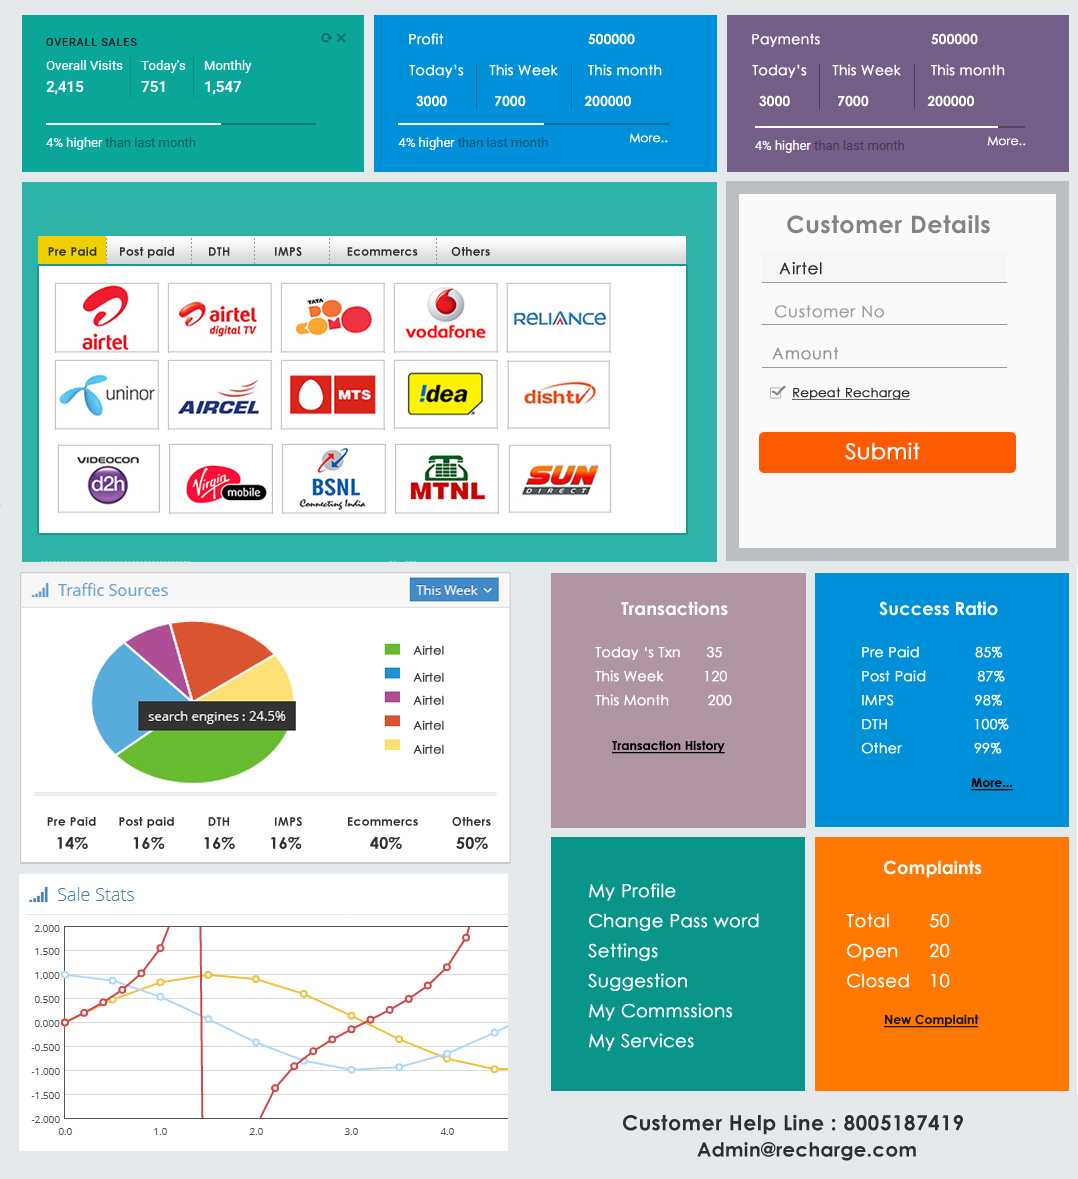 OVERALL SALES
Overall Visits Today's Monthly
2,415 751 1,547
4% higher than last month
Profit 500000
Today's This Week This month
3000 7000 200000
4% higher than last month More..
Payments 500000
Today's This Week This month
3000 7000 200000
4% higher than last month More..
Pre Paid Post paid DTH IMPS Ecommercs Others
airtel
airtel digital TV
TATA DOCOMO
vodafone
RELIANCE
uninor
AIRCEL
MTS
!dea
dishtv
VIDEOCON d2h
Virgin mobile
BSNL Connecting India
MTNL
SUN DIRECT
Customer Details
Airtel
Customer No
Amount
Repeat Recharge
Submit
Traffic Sources This Week
search engines : 24.5%
Airtel
Airtel
Airtel
Airtel
Airtel
Pre Paid Post paid DTH IMPS Ecommercs Others
14% 16% 16% 16% 40% 50%
Transactions
Today 's Txn 35
This Week 120
This Month 200
Transaction History
Success Ratio
Pre Paid 85%
Post Paid 87%
IMPS 98%
DTH 100%
Other 99%
More...
Sale Stats
2.000
1.500
1.000
0.500
0.000
-0.500
-1.000
-1.500
-2.000
0.0 1.0 2.0 3.0 4.0
My Profile
Change Pass word
Settings
Suggestion
My Commssions
My Services
Complaints
Total 50
Open 20
Closed 10
New Complaint
Customer Help Line : 8005187419
Admin@recharge.com